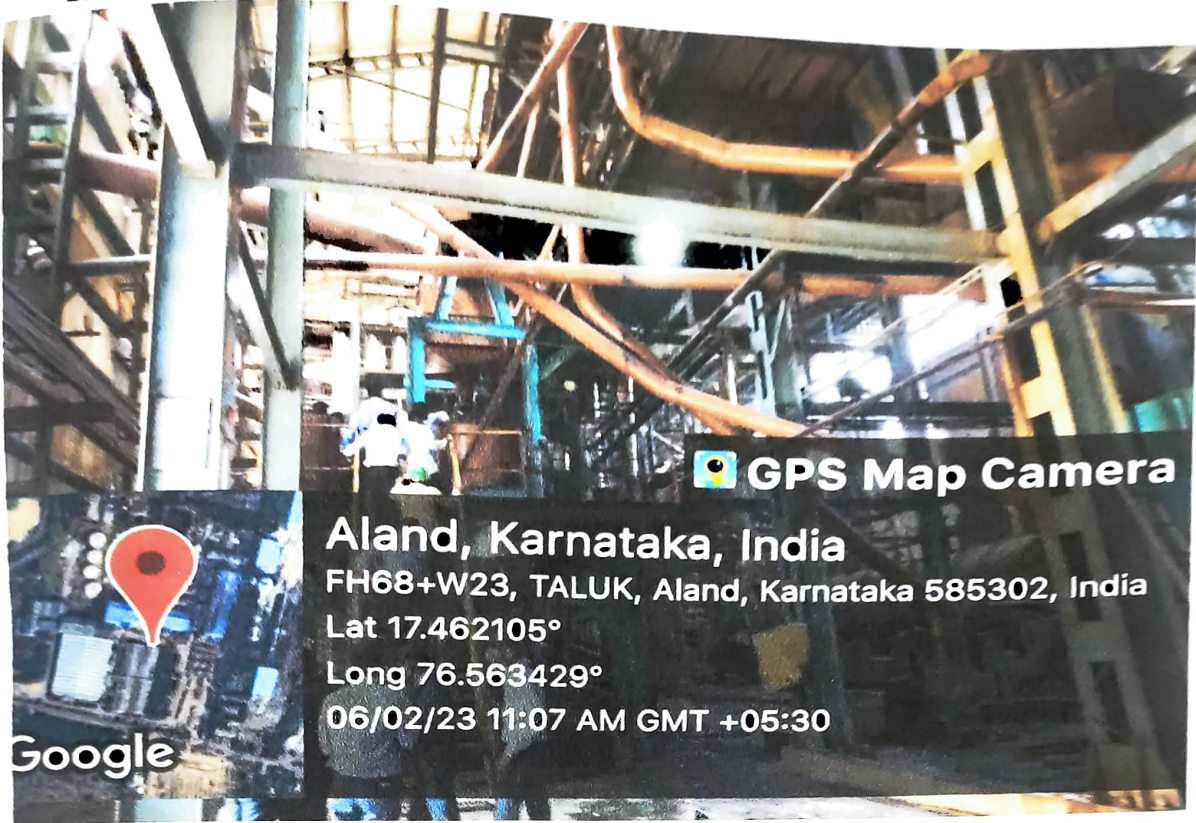 GPS Map Camera
Aland, Karnataka, India
FH68+W23, TALUK, Aland, Karnataka 585302, India
Lat 17.462105°
Long 76.563429°
06/02/23 11:07 AM GMT +05:30
Google